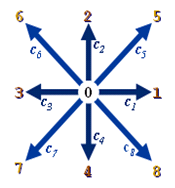 6 2 5
c₆ c₂ c₅
3 c₃ 0 c₁ 1
c₇ c₄ c₈
7 4 8